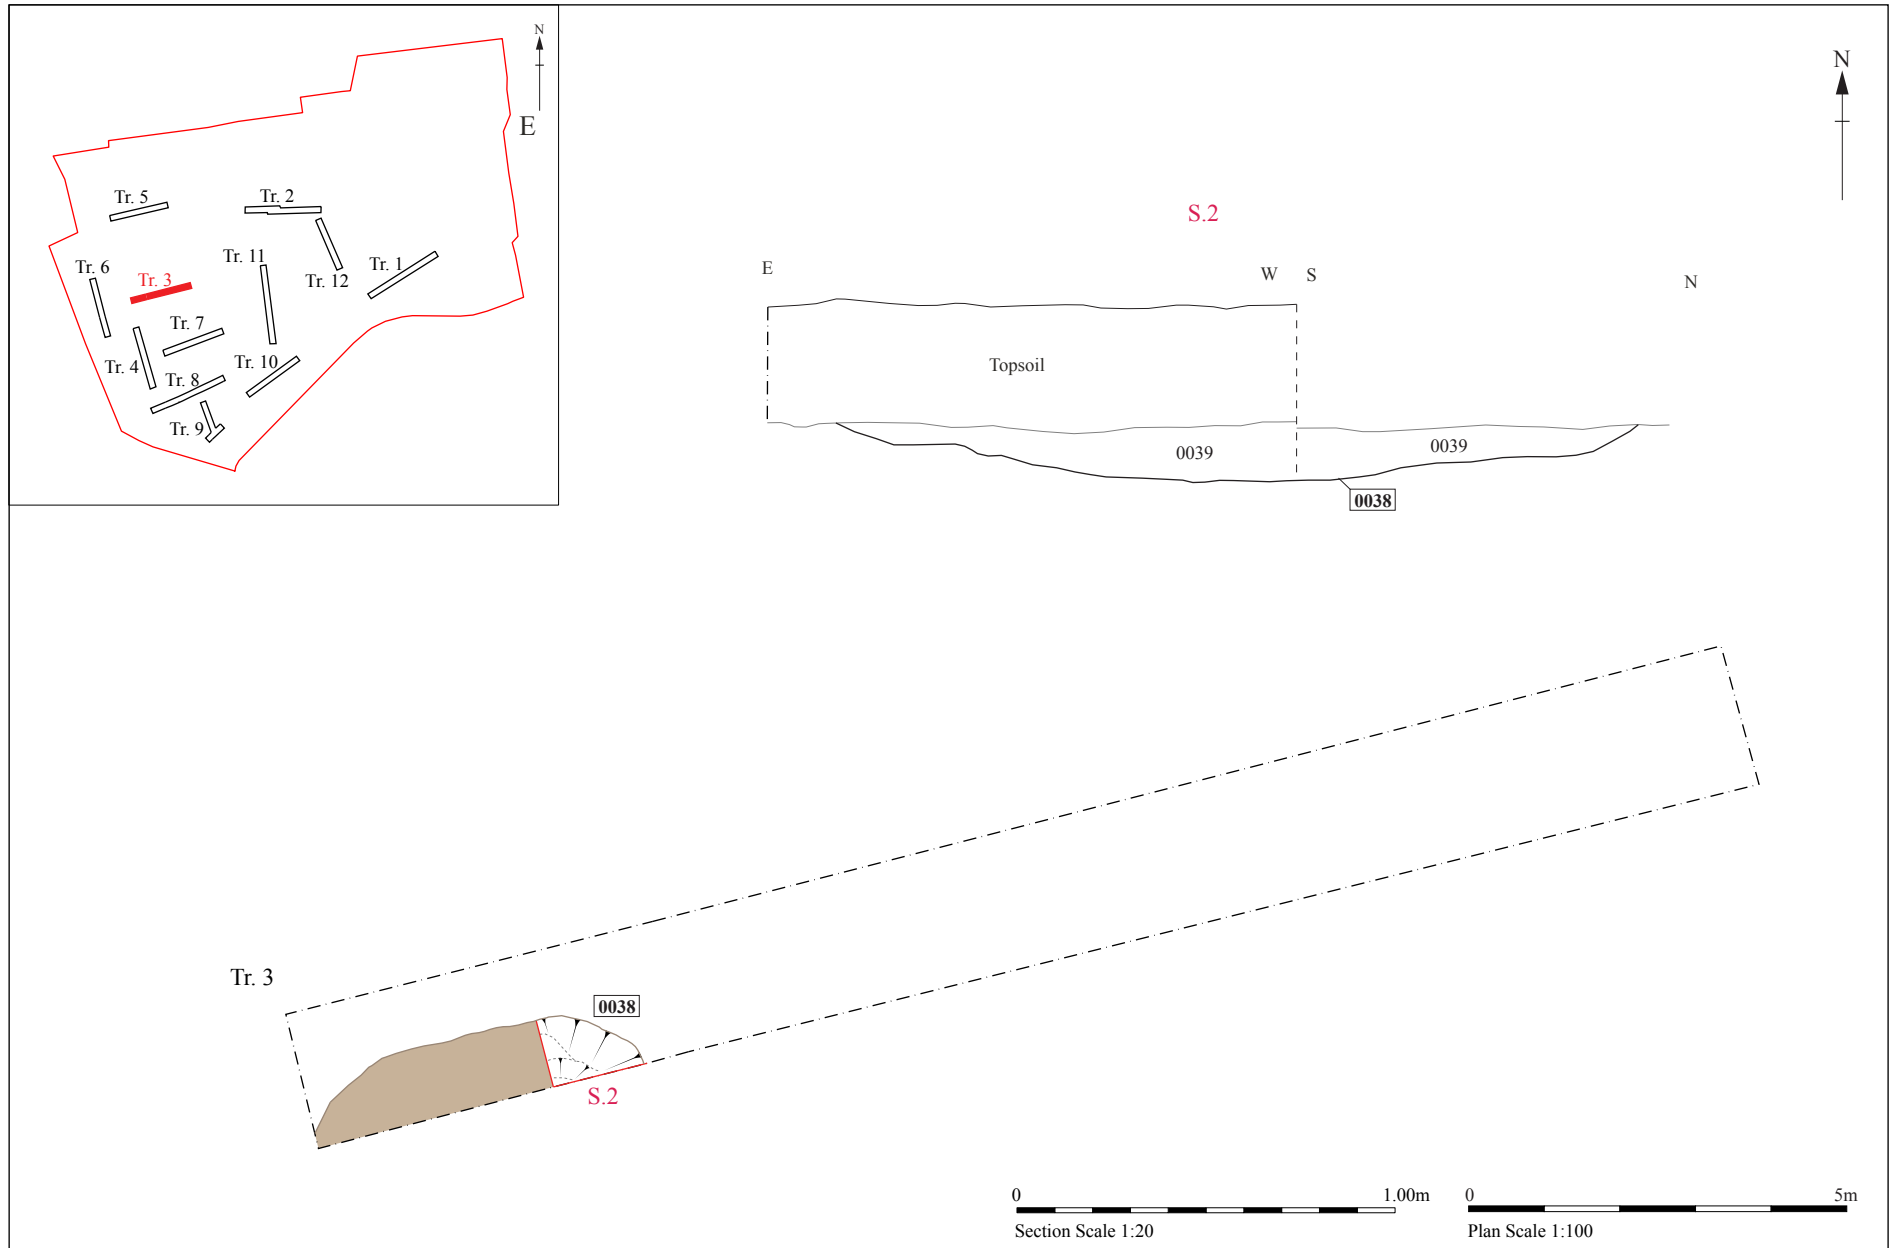 N
E
Tr. 5
Tr. 2
Tr. 11
Tr. 6
Tr. 3
Tr. 12
Tr. 1
Tr. 7
Tr. 4
Tr. 10
Tr. 8
Tr. 9
N
S.2
E
W
S
N
Topsoil
0039
0039
0038
Tr. 3
0038
S.2
0
1.00m
Section Scale 1:20
0
5m
Plan Scale 1:100